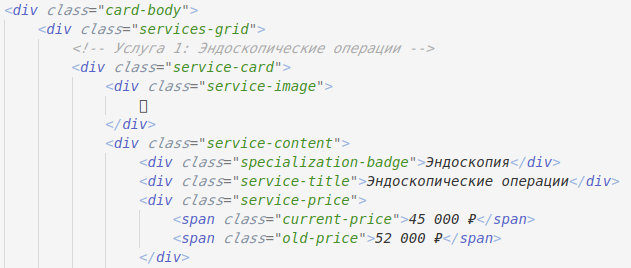 <div class="card-body">
<div class="services-grid">
<!-- Услуга 1: Эндоскопические операции -->
<div class="service-card">
<div class="service-image">
</div>
<div class="service-content">
<div class="specialization-badge">Эндоскопия</div>
<div class="service-title">Эндоскопические операции</div>
<div class="service-price">
<span class="current-price">45 000 ₽</span>
<span class="old-price">52 000 ₽</span>
</div>